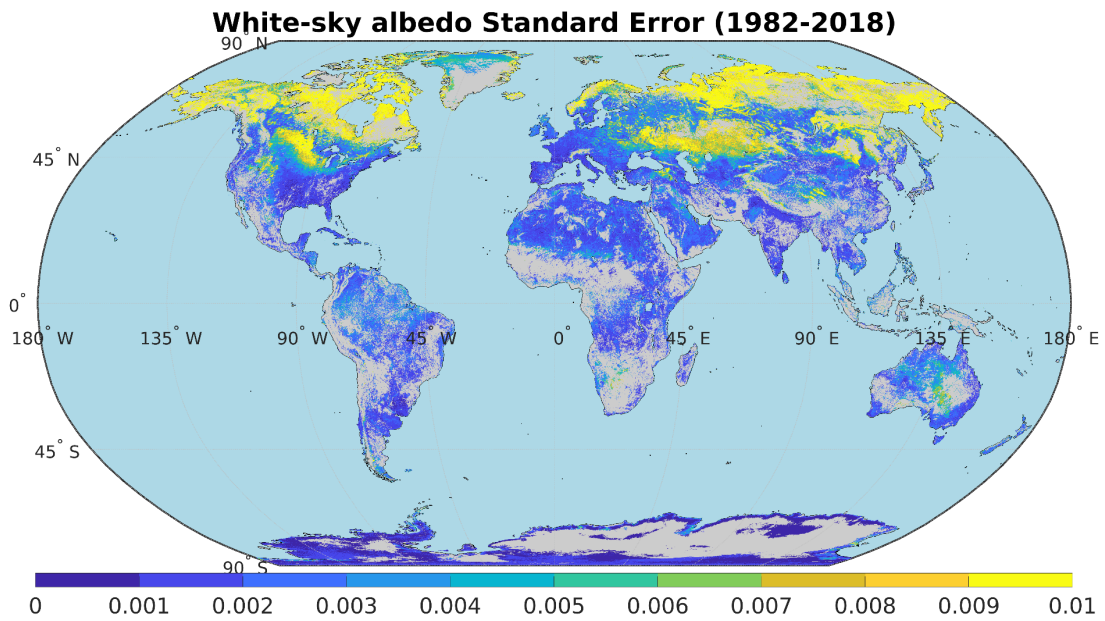 White-sky albedo Standard Error (1982-2018)
90° N
45° N
0°
180° W 135° W 90° W 45° W 0° 45° E 90° E 135° E 180° E
45° S
90° S
0 0.001 0.002 0.003 0.004 0.005 0.006 0.007 0.008 0.009 0.01